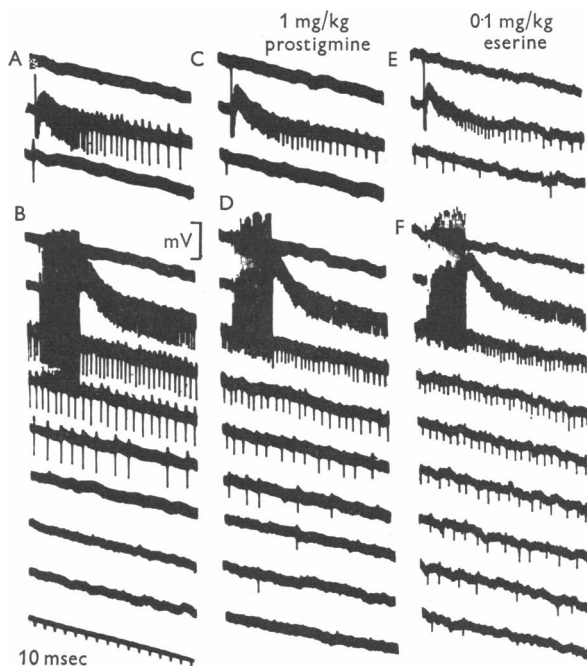 1 mg/kg
prostigmine
0·1 mg/kg
eserine
A
C
E
B
mV
D
F
10 msec